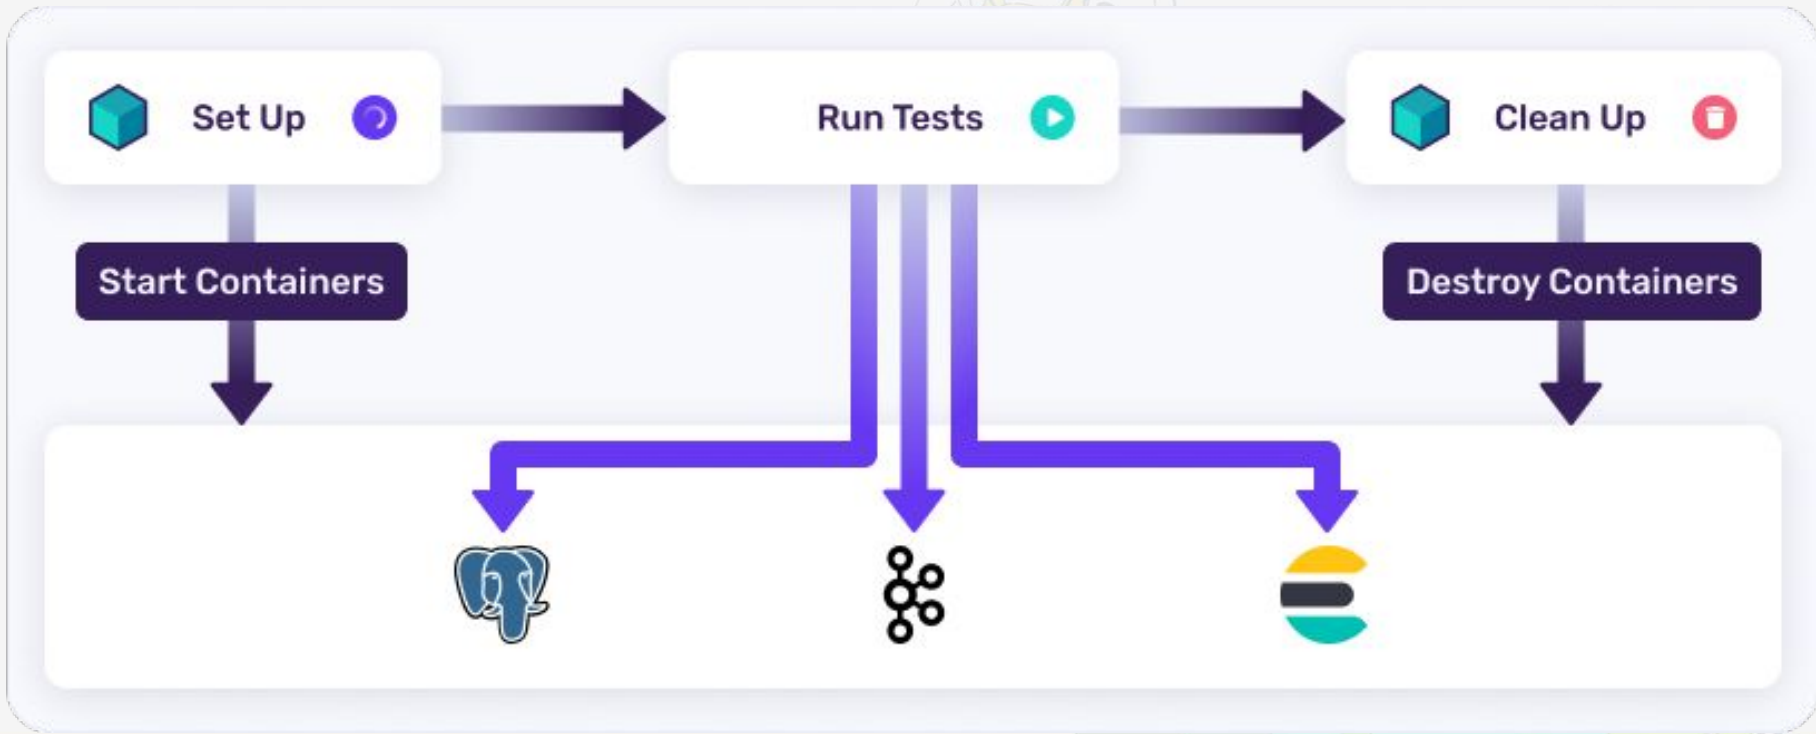 Set Up
Run Tests
Clean Up
Start Containers
Destroy Containers